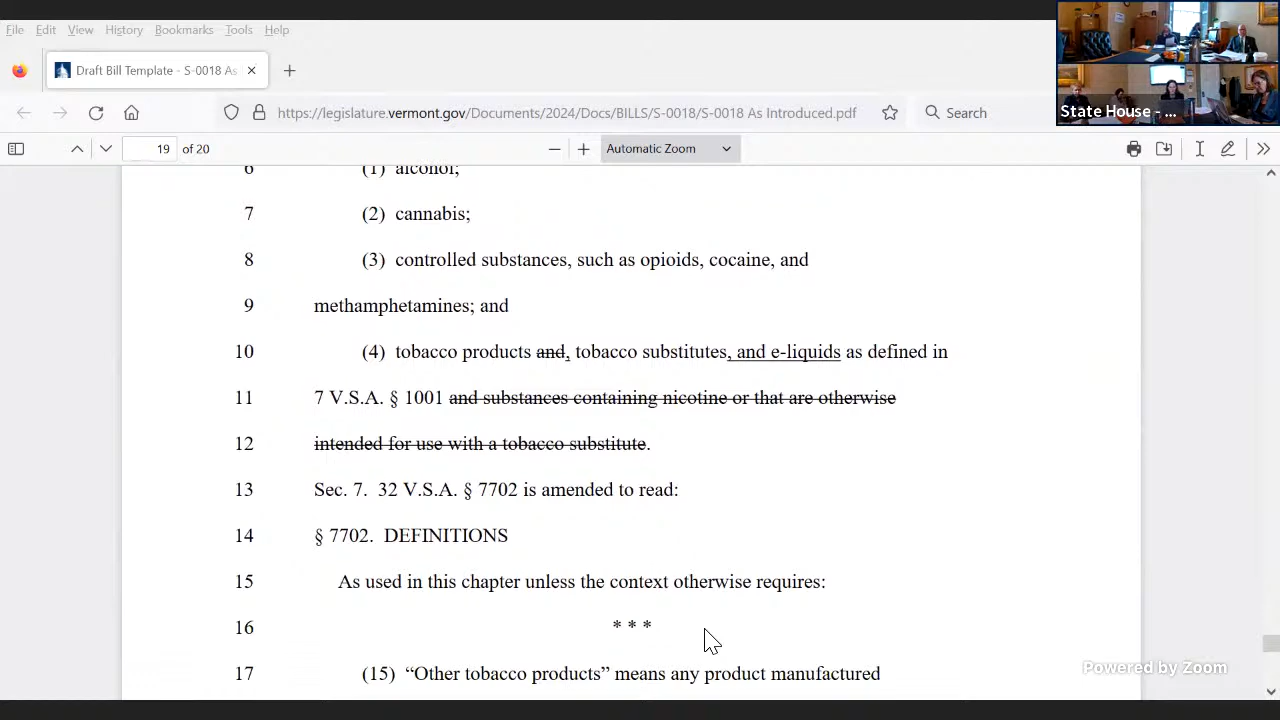 File Edit View History Bookmarks Tools Help
Draft Bill Template - S-0018 As
https://legislature.vermont.gov/Documents/2024/Docs/BILLS/S-0018/S-0018 As Introduced.pdf
Search
State House - ...
19 of 20
Automatic Zoom
6 (1) alcohol;
7 (2) cannabis;
8 (3) controlled substances, such as opioids, cocaine, and
9 methamphetamines; and
10 (4) tobacco products and, tobacco substitutes, and e-liquids as defined in
11 7 V.S.A. § 1001 and substances containing nicotine or that are otherwise
12 intended for use with a tobacco substitute.
13 Sec. 7. 32 V.S.A. § 7702 is amended to read:
14 § 7702. DEFINITIONS
15 As used in this chapter unless the context otherwise requires:
16 * * *
17 (15) “Other tobacco products” means any product manufactured
Powered by Zoom